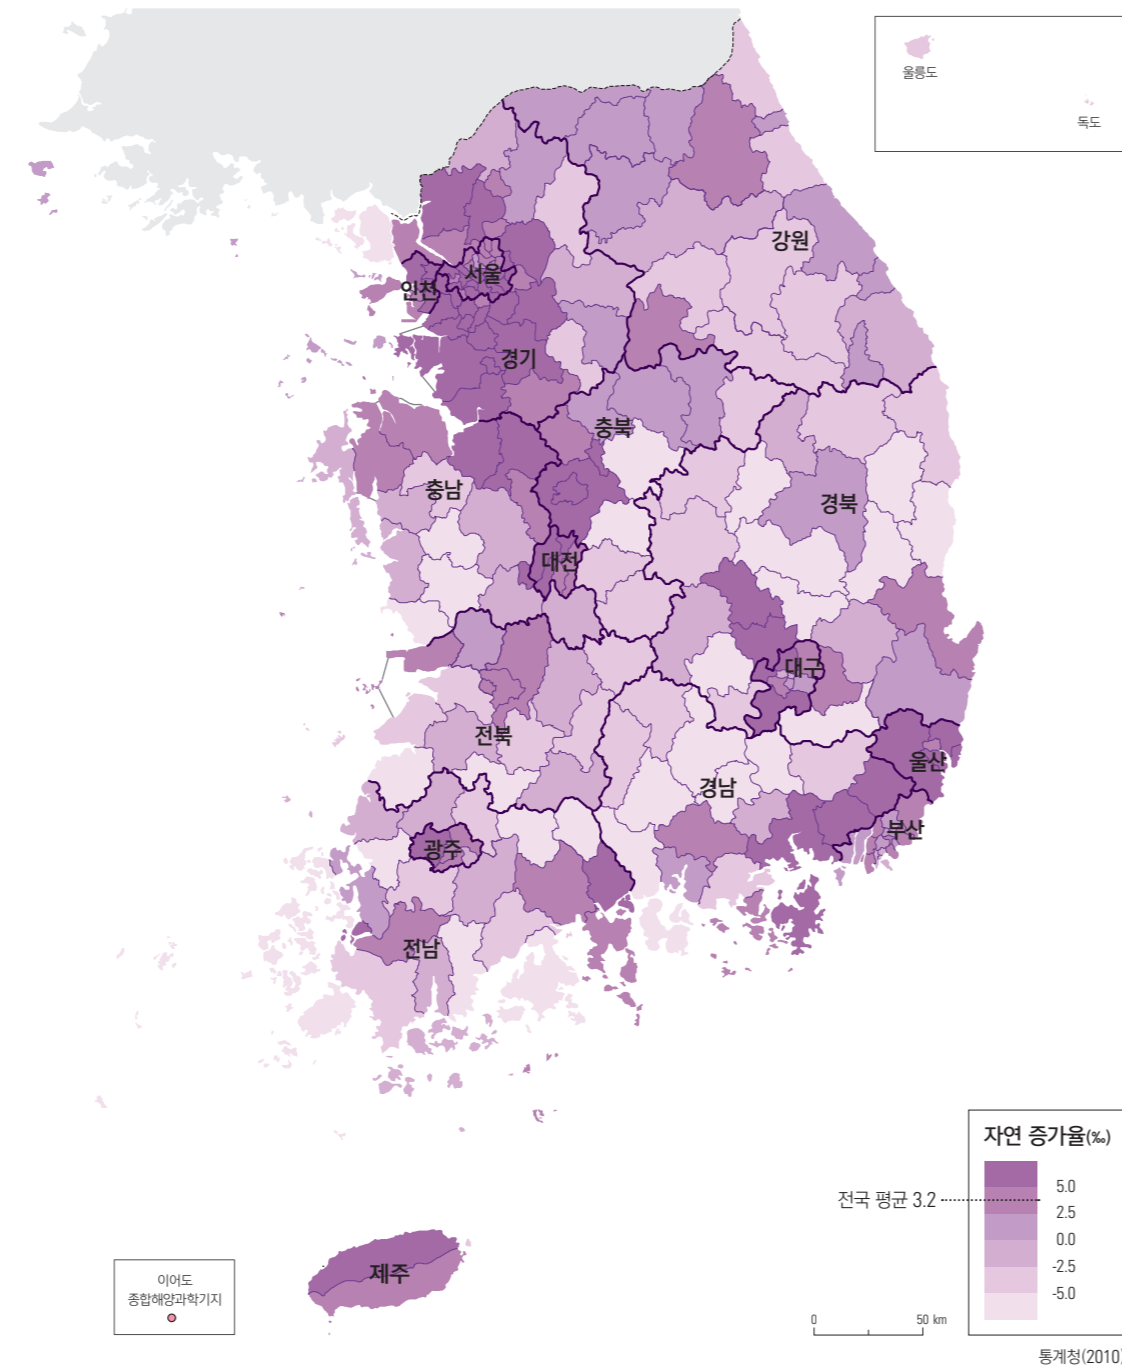 울릉도
독도
강원
서울
인천
경기
충북
충남
경북
대전
대구
전북
울산
경남
부산
광주
전남
자연 증가율(‰)
5.0
전국 평균 3.2
2.5
0.0
-2.5
-5.0
제주
이어도
종합해양과학기지
0 50 km
통계청(2010)